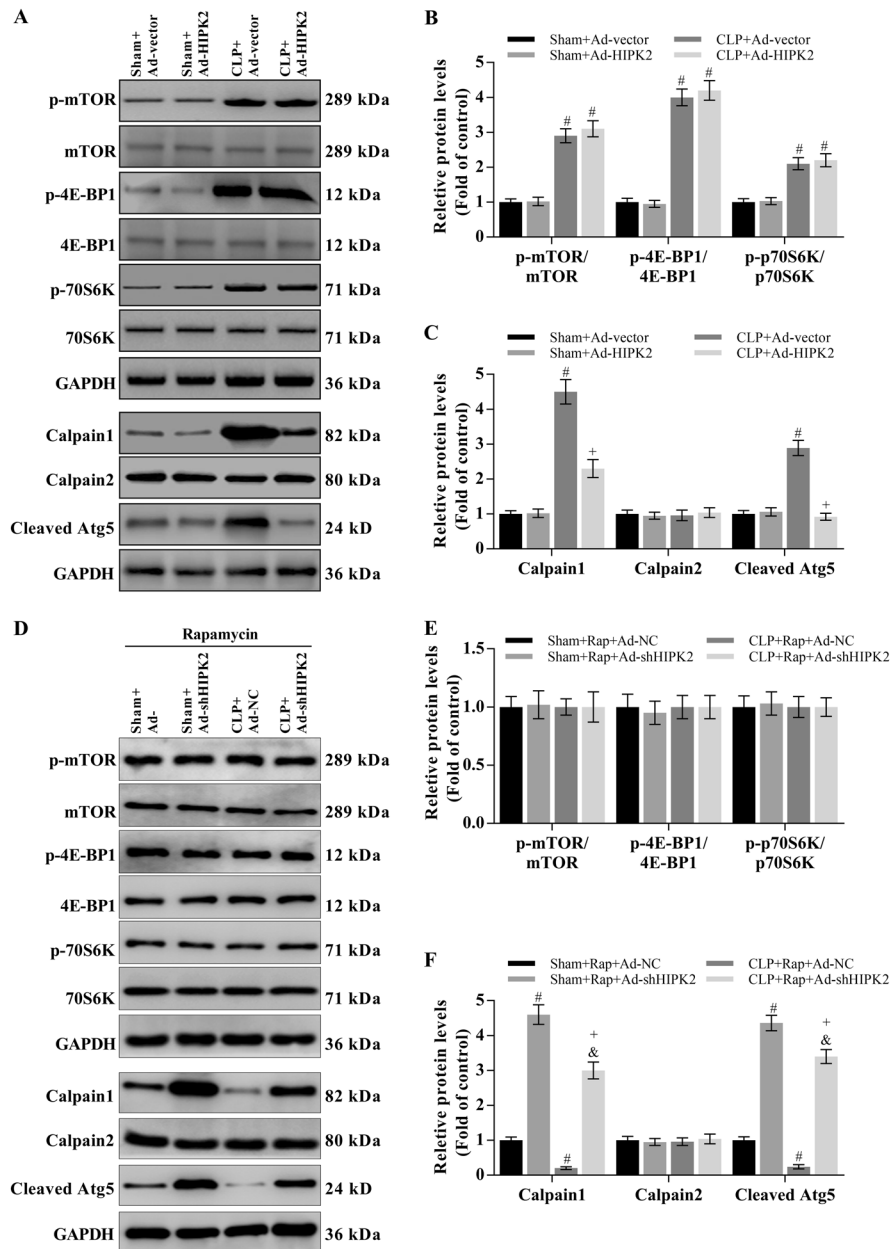 A
Sham+
Ad-vector
Sham+
Ad-HIPK2
CLP+
Ad-vector
CLP+
Ad-HIPK2
p-mTOR 289 kDa
mTOR 289 kDa
p-4E-BP1 12 kDa
4E-BP1 12 kDa
p-70S6K 71 kDa
70S6K 71 kDa
GAPDH 36 kDa
Calpain1 82 kDa
Calpain2 80 kDa
Cleaved Atg5 24 kD
GAPDH 36 kDa
B
Sham+Ad-vector CLP+Ad-vector
Sham+Ad-HIPK2 CLP+Ad-HIPK2
Reletive protein levels
(Fold of control)
5
4
3
2
1
0
# # # # # #
p-mTOR/
mTOR
p-4E-BP1/
4E-BP1
p-p70S6K/
p70S6K
C
Sham+Ad-vector CLP+Ad-vector
Sham+Ad-HIPK2 CLP+Ad-HIPK2
Reletive protein levels
(Fold of control)
5
4
3
2
1
0
# + # +
Calpain1 Calpain2 Cleaved Atg5
D
Rapamycin
Sham+
Ad-
Sham+
Ad-shHIPK2
CLP+
Ad-NC
CLP+
Ad-shHIPK2
p-mTOR 289 kDa
mTOR 289 kDa
p-4E-BP1 12 kDa
4E-BP1 12 kDa
p-70S6K 71 kDa
70S6K 71 kDa
GAPDH 36 kDa
Calpain1 82 kDa
Calpain2 80 kDa
Cleaved Atg5 24 kD
GAPDH 36 kDa
E
Sham+Rap+Ad-NC CLP+Rap+Ad-NC
Sham+Rap+Ad-shHIPK2 CLP+Rap+Ad-shHIPK2
Reletive protein levels
(Fold of control)
1.5
1.0
0.5
0.0
p-mTOR/
mTOR
p-4E-BP1/
4E-BP1
p-p70S6K/
p70S6K
F
Sham+Rap+Ad-NC CLP+Rap+Ad-NC
Sham+Rap+Ad-shHIPK2 CLP+Rap+Ad-shHIPK2
Reletive protein levels
(Fold of control)
5
4
3
2
1
0
# # + & # # + &
Calpain1 Calpain2 Cleaved Atg5